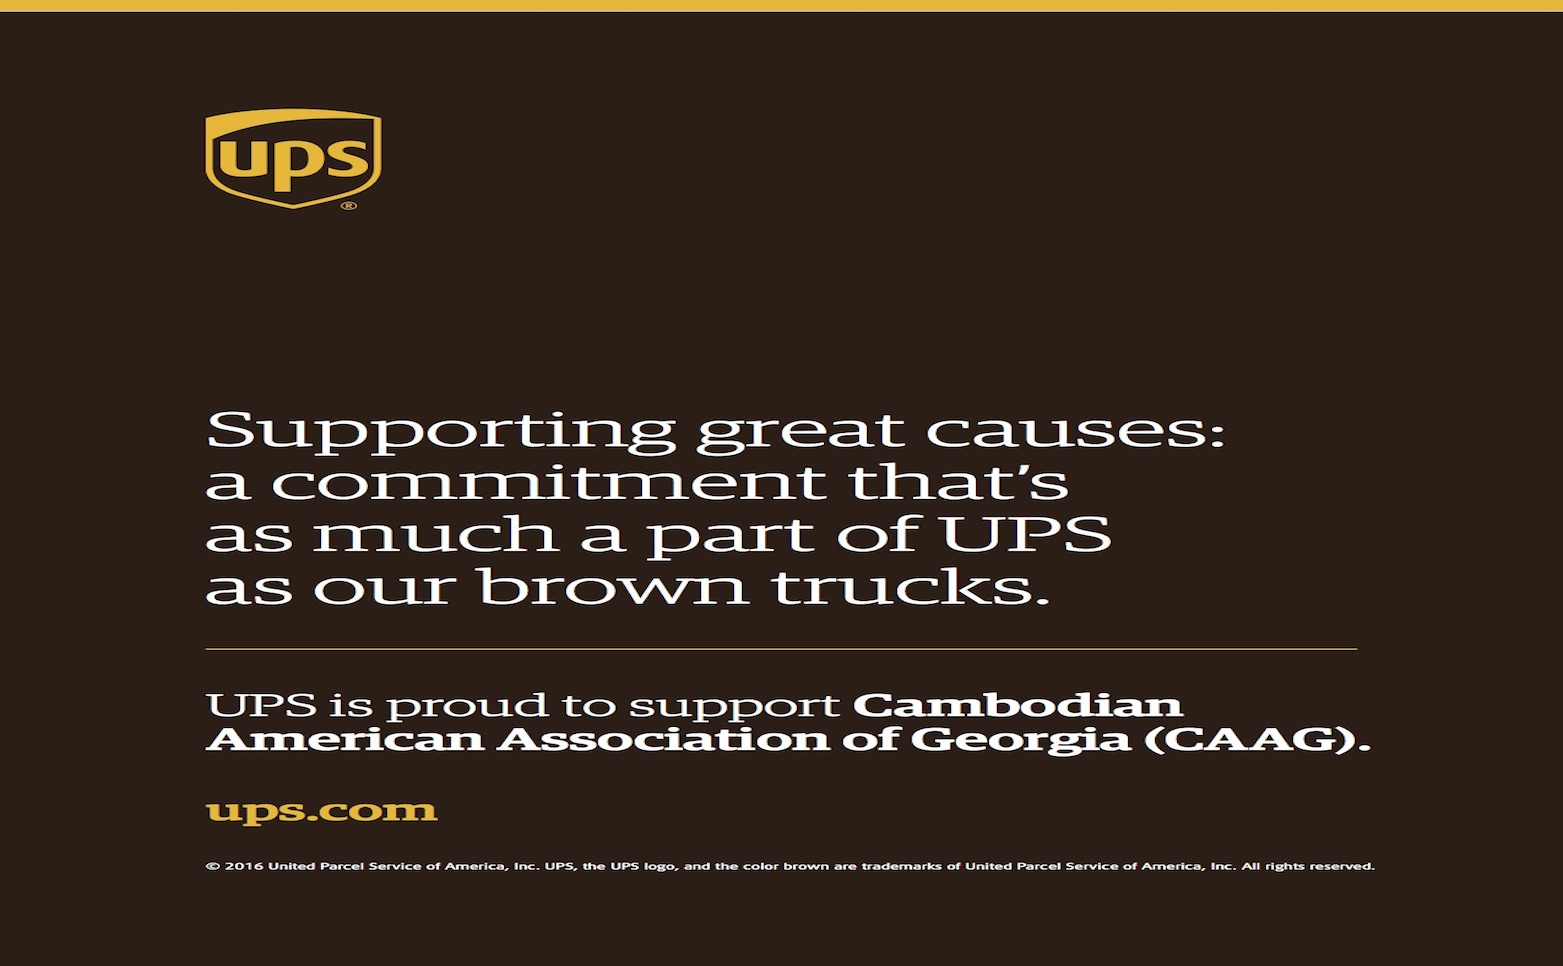 ups
®
Supporting great causes:
a commitment that’s
as much a part of UPS
as our brown trucks.
UPS is proud to support Cambodian
American Association of Georgia (CAAG).
ups.com
© 2016 United Parcel Service of America, Inc. UPS, the UPS logo, and the color brown are trademarks of United Parcel Service of America, Inc. All rights reserved.